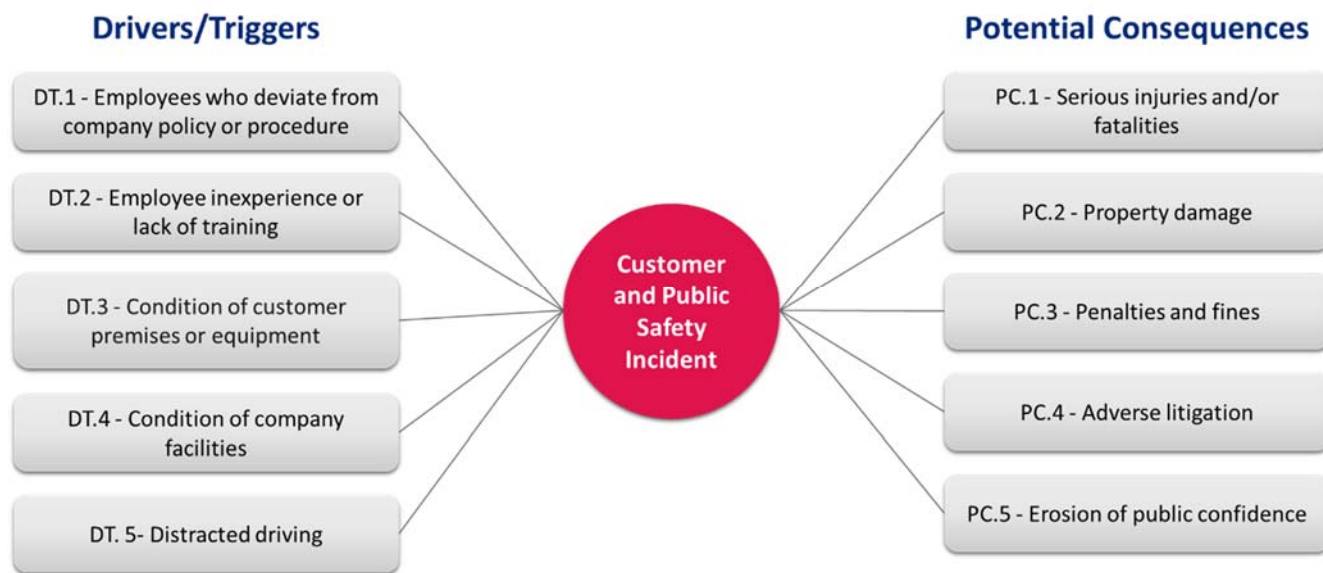 Drivers/Triggers
DT.1 - Employees who deviate from
company policy or procedure
DT.2 - Employee inexperience or
lack of training
DT.3 - Condition of customer
premises or equipment
DT.4 - Condition of company
facilities
DT. 5- Distracted driving
Customer
and Public
Safety
Incident
Potential Consequences
PC.1 - Serious injuries and/or
fatalities
PC.2 - Property damage
PC.3 - Penalties and fines
PC.4 - Adverse litigation
PC.5 - Erosion of public confidence